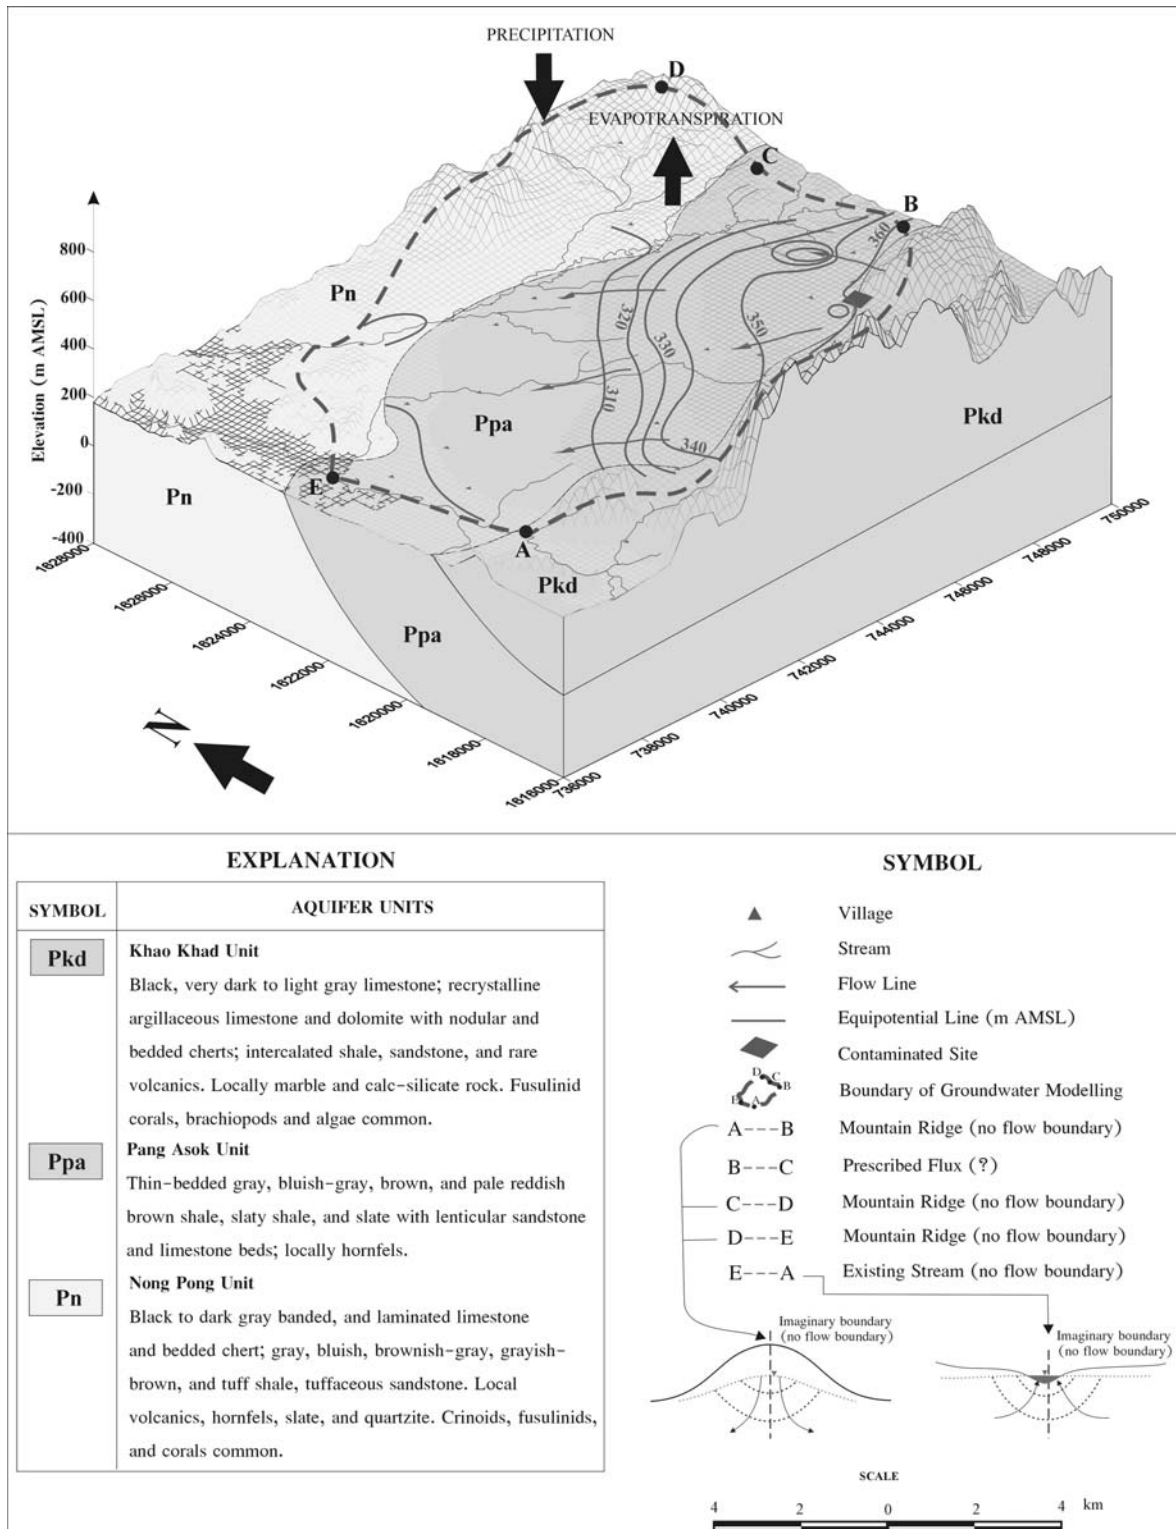 PRECIPITATION
D
EVAPOTRANSPIRATION
C
B
360
800
600
400
200
0
-200
-400
Elevation (m AMSL)
Pn
320
330
350
310
340
Ppa
Pkd
E
A
Pn
Pkd
Ppa
1628000
1626000
1624000
1622000
1620000
1618000
1616000
736000
738000
740000
742000
744000
746000
748000
750000
N
EXPLANATION
SYMBOL
AQUIFER UNITS
Pkd
Khao Khad Unit
Black, very dark to light gray limestone; recrystalline
argillaceous limestone and dolomite with nodular and
bedded cherts; intercalated shale, sandstone, and rare
volcanics. Locally marble and calc-silicate rock. Fusulinid
corals, brachiopods and algae common.
Ppa
Pang Asok Unit
Thin-bedded gray, bluish-gray, brown, and pale reddish
brown shale, slaty shale, and slate with lenticular sandstone
and limestone beds; locally hornfels.
Pn
Nong Pong Unit
Black to dark gray banded, and laminated limestone
and bedded chert; gray, bluish, brownish-gray, grayish-
brown, and tuff shale, tuffaceous sandstone. Local
volcanics, hornfels, slate, and quartzite. Crinoids, fusulinids,
and corals common.
SYMBOL
Village
Stream
Flow Line
Equipotential Line (m AMSL)
Contaminated Site
D C B E A
Boundary of Groundwater Modelling
A---B Mountain Ridge (no flow boundary)
B---C Prescribed Flux (?)
C---D Mountain Ridge (no flow boundary)
D---E Mountain Ridge (no flow boundary)
E---A Existing Stream (no flow boundary)
Imaginary boundary
(no flow boundary)
Imaginary boundary
(no flow boundary)
SCALE
4 2 0 2 4 km